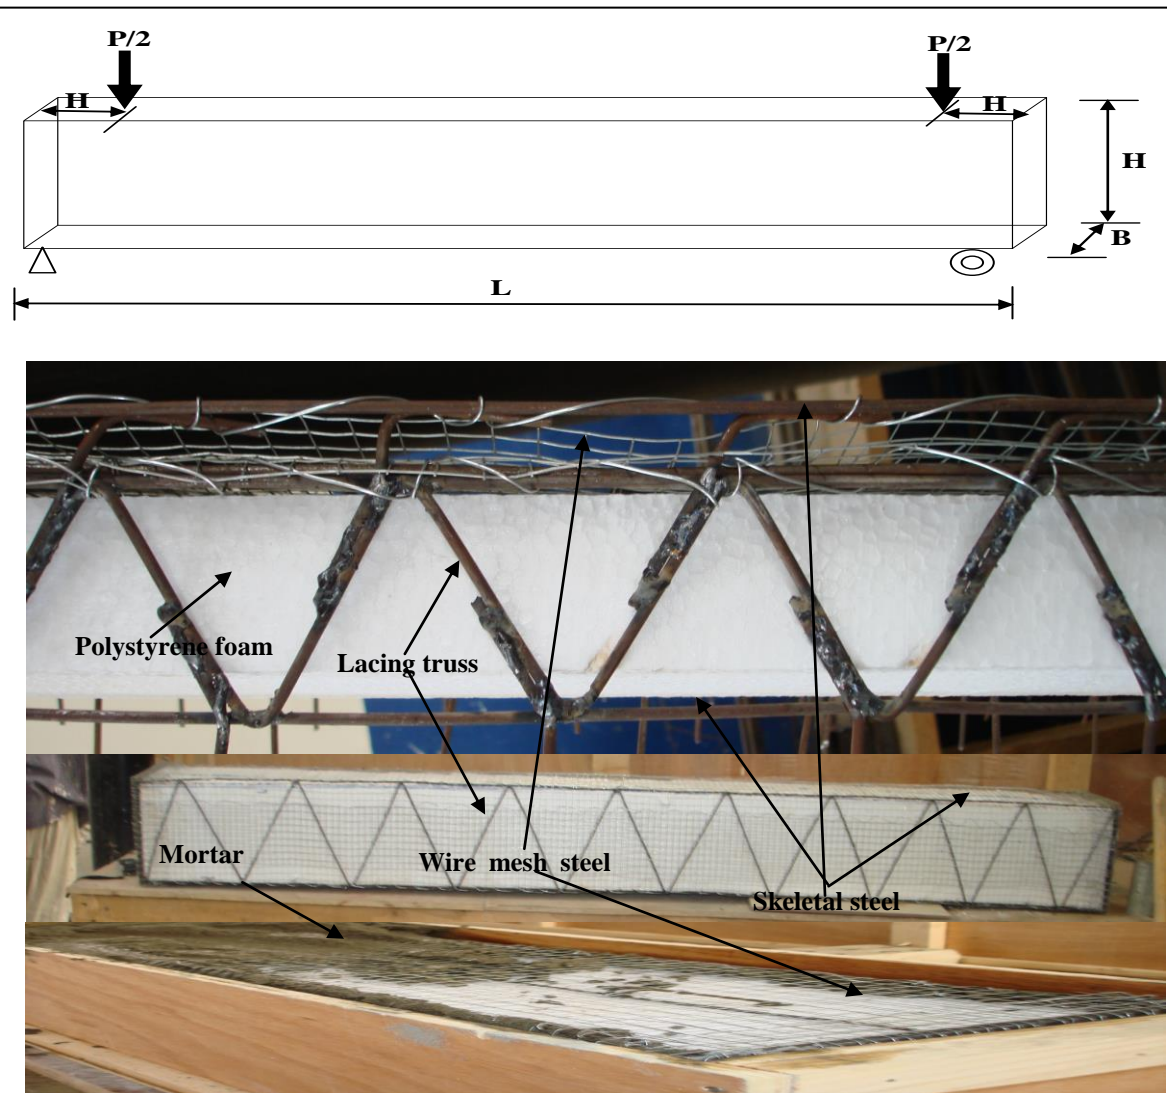 P/2
P/2
H
H
H
B
L
Polystyrene foam
Lacing truss
Mortar
Wire mesh steel
Skeletal steel